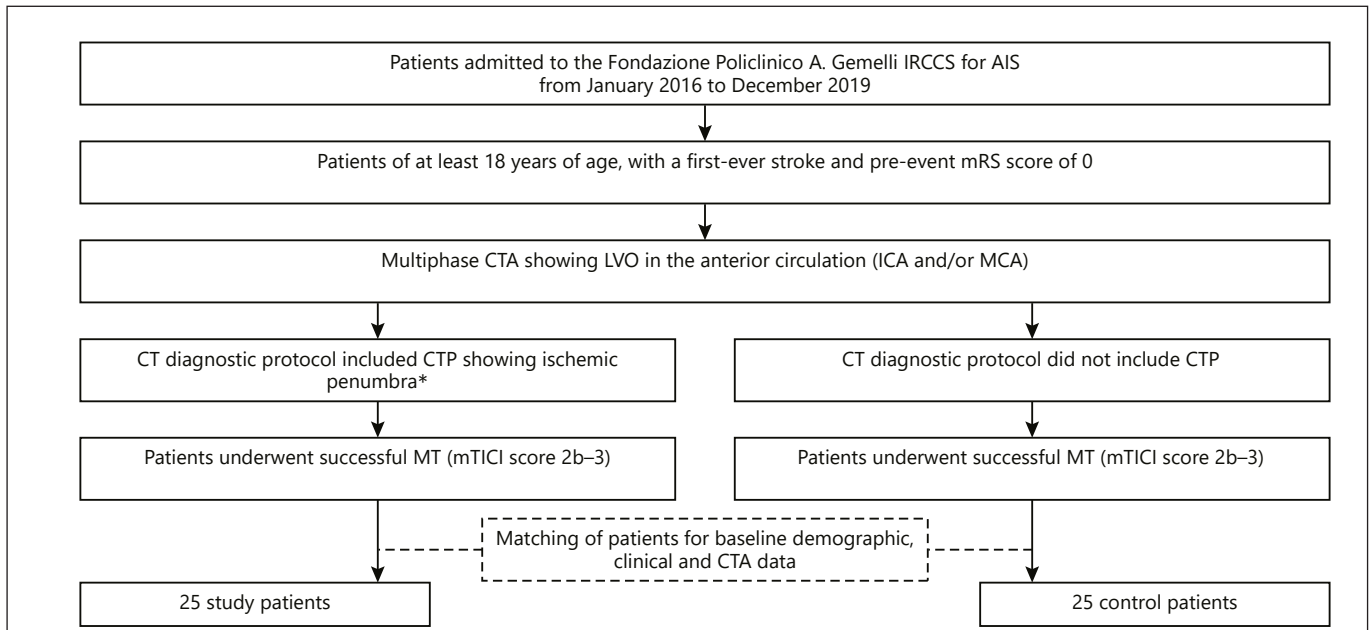 Patients admitted to the Fondazione Policlinico A. Gemelli IRCCS for AIS
from January 2016 to December 2019
Patients of at least 18 years of age, with a first-ever stroke and pre-event mRS score of 0
Multiphase CTA showing LVO in the anterior circulation (ICA and/or MCA)
CT diagnostic protocol included CTP showing ischemic
penumbra*
CT diagnostic protocol did not include CTP
Patients underwent successful MT (mTICI score 2b–3)
Patients underwent successful MT (mTICI score 2b–3)
Matching of patients for baseline demographic,
clinical and CTA data
25 study patients
25 control patients